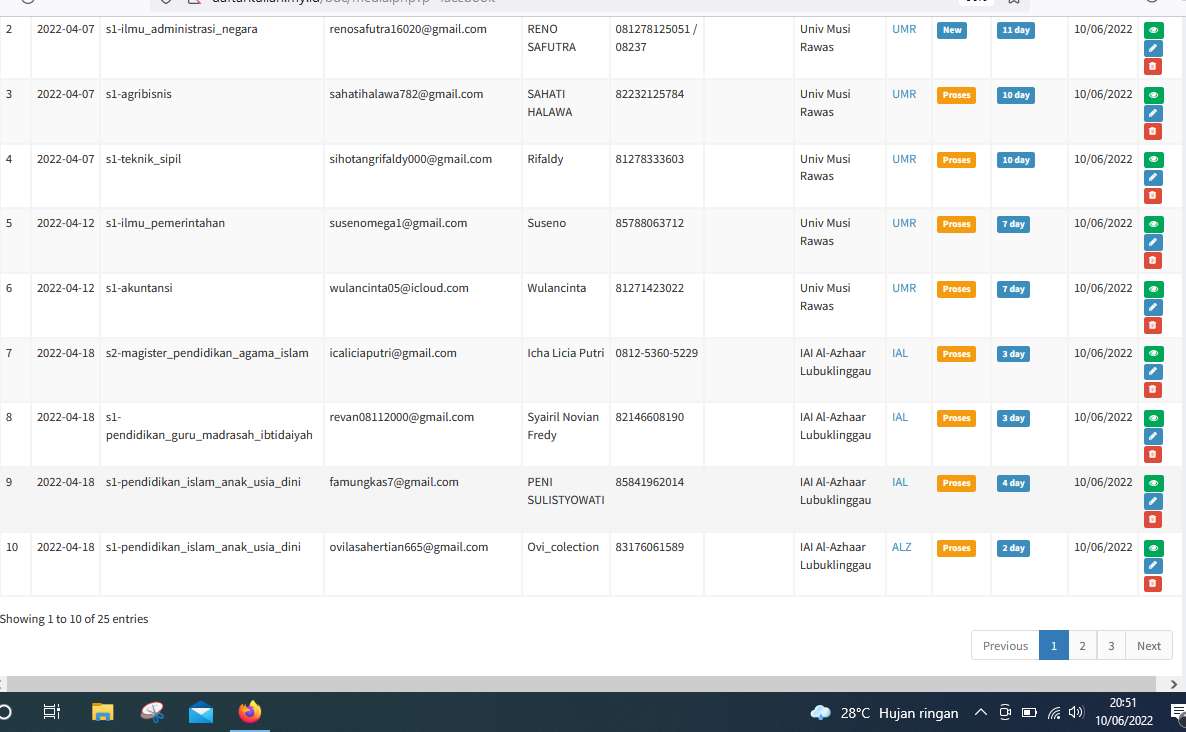 2 2022-04-07 s1-ilmu_administrasi_negara renosafutra16020@gmail.com RENO 081278125051 / Univ Musi UMR New 11 day 10/06/2022
SAFUTRA 08237 Rawas
3 2022-04-07 s1-agribisnis sahatihalawa782@gmail.com SAHATI 82232125784 Univ Musi UMR Proses 10 day 10/06/2022
HALAWA Rawas
4 2022-04-07 s1-teknik_sipil sihotangrifaldy000@gmail.com Rifaldy 81278333603 Univ Musi UMR Proses 10 day 10/06/2022
Rawas
5 2022-04-12 s1-ilmu_pemerintahan susenomega1@gmail.com Suseno 85788063712 Univ Musi UMR Proses 7 day 10/06/2022
Rawas
6 2022-04-12 s1-akuntansi wulancinta05@icloud.com Wulancinta 81271423022 Univ Musi UMR Proses 7 day 10/06/2022
Rawas
7 2022-04-18 s2-magister_pendidikan_agama_islam icaliciaputri@gmail.com Icha Licia Putri 0812-5360-5229 IAI Al-Azhaar IAL Proses 3 day 10/06/2022
Lubuklinggau
8 2022-04-18 s1- revan08112000@gmail.com Syairil Novian 82146608190 IAI Al-Azhaar IAL Proses 3 day 10/06/2022
pendidikan_guru_madrasah_ibtidaiyah Fredy Lubuklinggau
9 2022-04-18 s1-pendidikan_islam_anak_usia_dini famungkas7@gmail.com PENI 85841962014 IAI Al-Azhaar IAL Proses 4 day 10/06/2022
SULISTYOWATI Lubuklinggau
10 2022-04-18 s1-pendidikan_islam_anak_usia_dini ovilasahertian665@gmail.com Ovi_colection 83176061589 IAI Al-Azhaar ALZ Proses 2 day 10/06/2022
Lubuklinggau
Showing 1 to 10 of 25 entries
Previous 1 2 3 Next
28°C Hujan ringan 20:51
10/06/2022